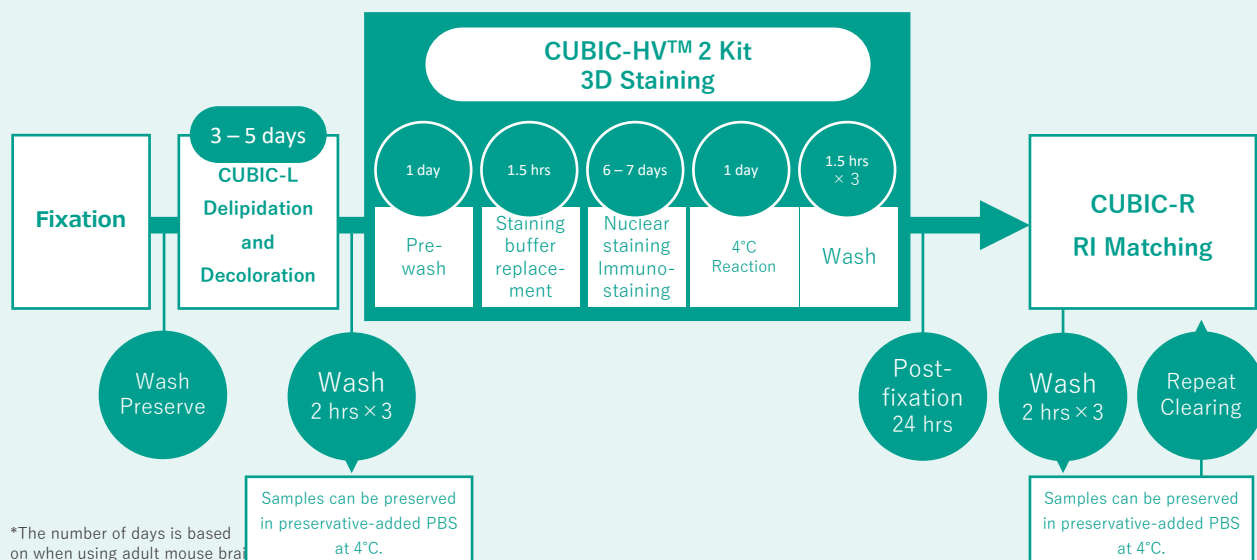 CUBIC-HV™ 2 Kit
3D Staining
3 – 5 days
1 day
1.5 hrs
6 – 7 days
1 day
1.5 hrs
× 3
Fixation
CUBIC-L
Delipidation
and
Decoloration
Pre-
wash
Staining
buffer
replace-
ment
Nuclear
staining
Immuno-
staining
4°C
Reaction
Wash
CUBIC-R
RI Matching
Wash
Preserve
Wash
2 hrs × 3
Post-
fixation
24 hrs
Wash
2 hrs × 3
Repeat
Clearing
Samples can be preserved
in preservative-added PBS
at 4°C.
Samples can be preserved
in preservative-added PBS
at 4°C.
*The number of days is based
on when using adult mouse